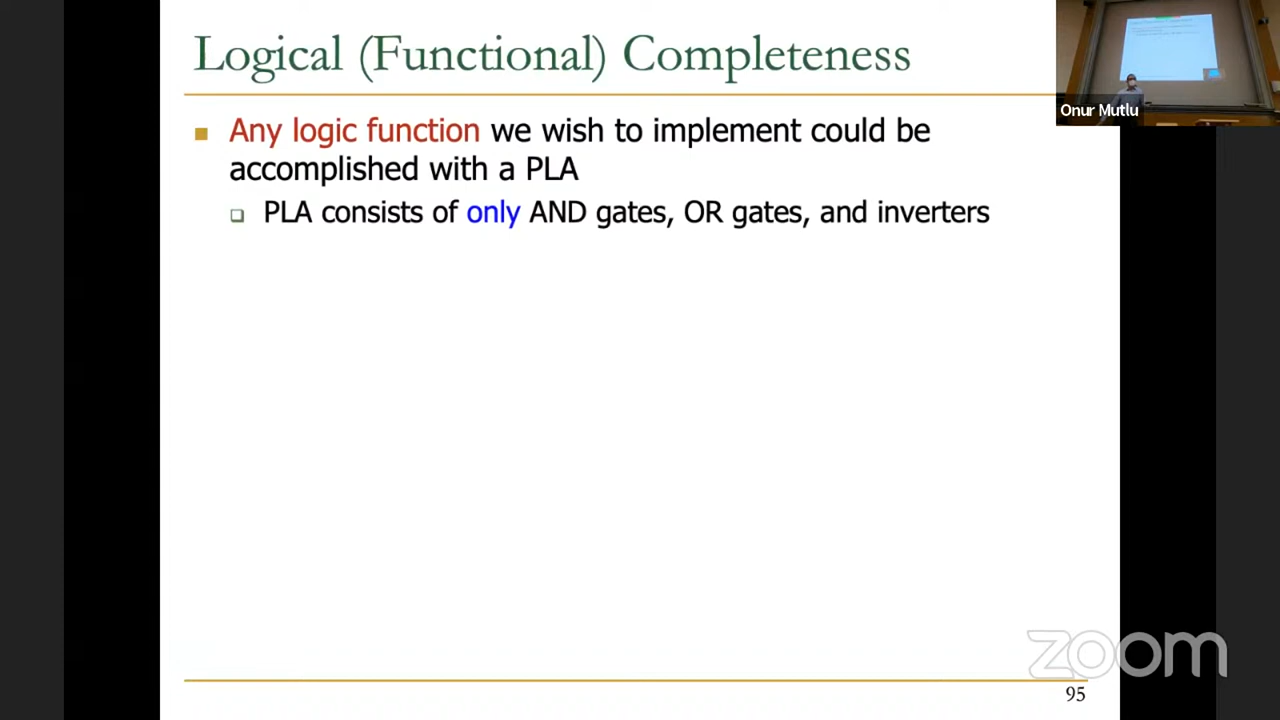 Logical (Functional) Completeness
Onur Mutlu
Any logic function we wish to implement could be
accomplished with a PLA
PLA consists of only AND gates, OR gates, and inverters
zoom
95